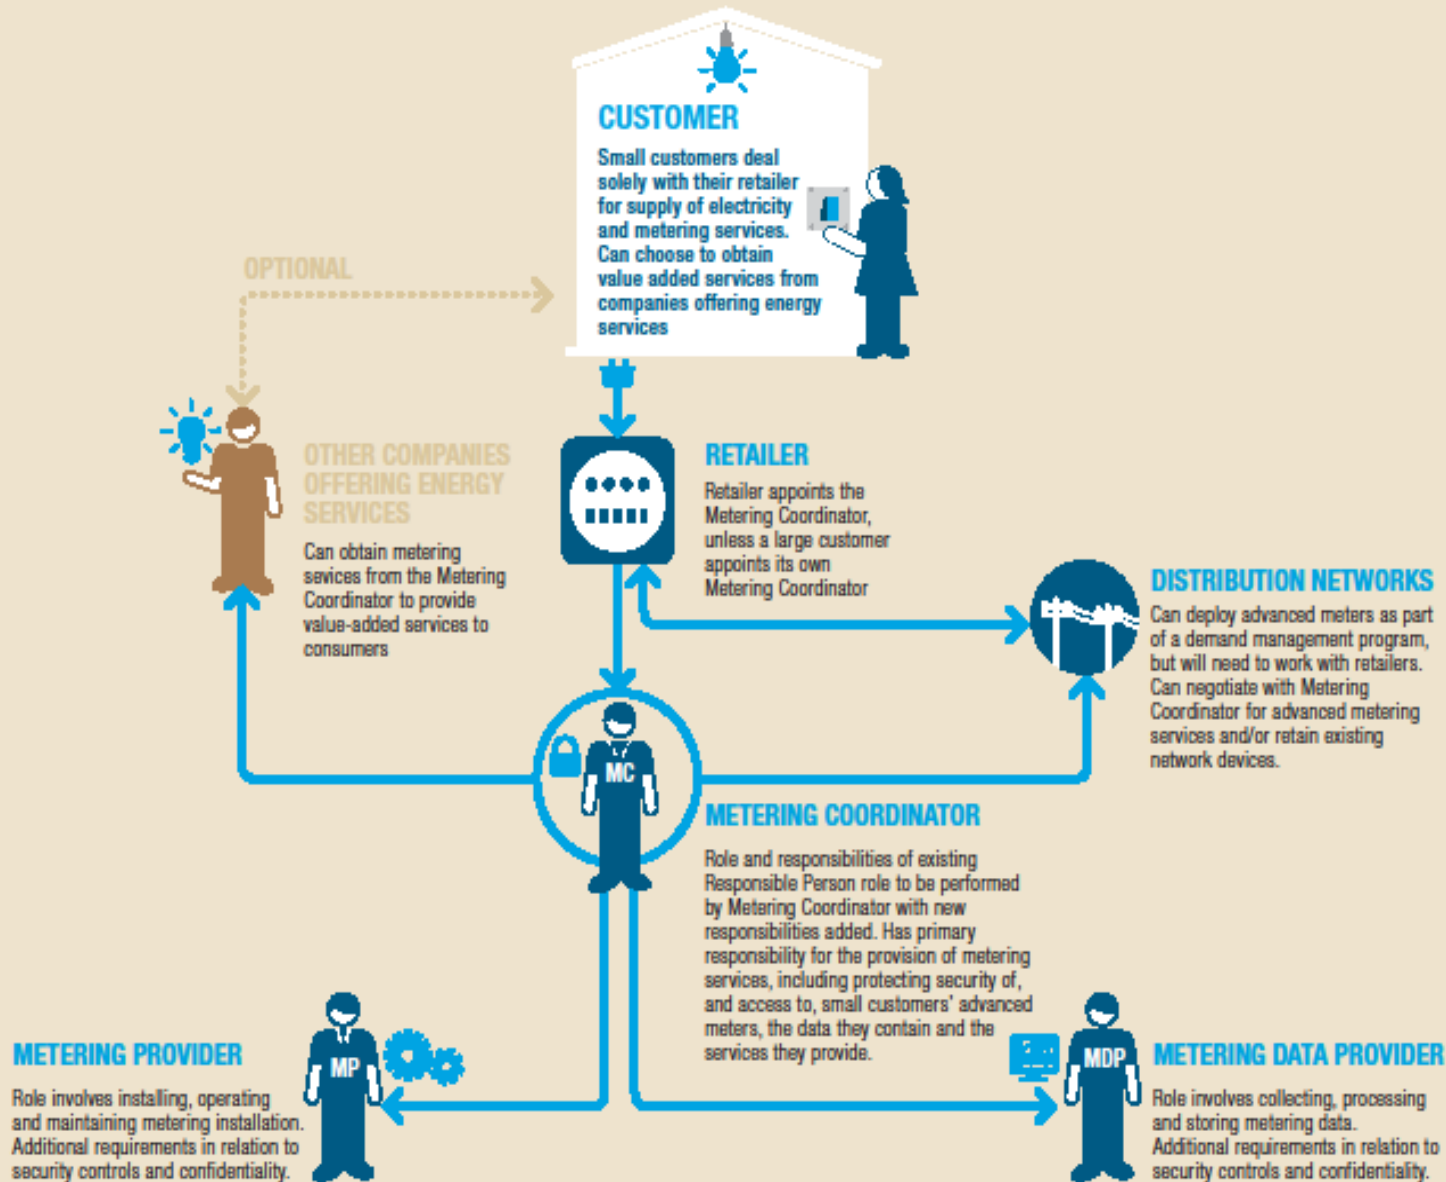 CUSTOMER
Small customers deal
solely with their retailer
for supply of electricity
and metering services.
Can choose to obtain
value added services from
companies offering energy
services
OPTIONAL
OTHER COMPANIES
OFFERING ENERGY
SERVICES
Can obtain metering
sevices from the Metering
Coordinator to provide
value-added services to
consumers
RETAILER
Retailer appoints the
Metering Coordinator,
unless a large customer
appoints its own
Metering Coordinator
DISTRIBUTION NETWORKS
Can deploy advanced meters as part
of a demand management program,
but will need to work with retailers.
Can negotiate with Metering
Coordinator for advanced metering
services and/or retain existing
network devices.
MC
METERING COORDINATOR
Role and responsibilities of existing
Responsible Person role to be performed
by Metering Coordinator with new
responsibilities added. Has primary
responsibility for the provision of metering
services, including protecting security of,
and access to, small customers' advanced
meters, the data they contain and the
services they provide.
METERING PROVIDER
Role involves installing, operating
and maintaining metering installation.
Additional requirements in relation to
security controls and confidentiality.
MP
MDP
METERING DATA PROVIDER
Role involves collecting, processing
and storing metering data.
Additional requirements in relation to
security controls and confidentiality.